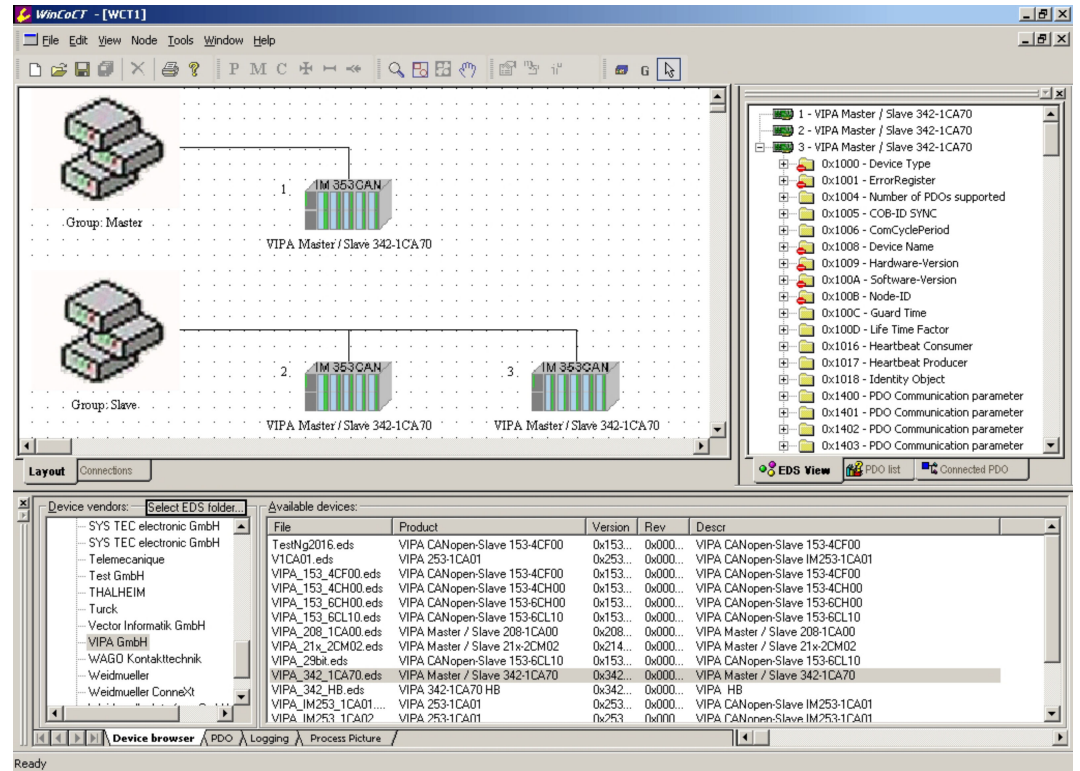 WinCoCT - [WCT1]
File Edit View Node Tools Window Help
P M C G
1 IM 353CAN
Group: Master
VIPA Master / Slave 342-1CA70
2 IM 353CAN
3 IM 353CAN
Group: Slave
VIPA Master / Slave 342-1CA70
VIPA Master / Slave 342-1CA70
Layout Connections
1 - VIPA Master / Slave 342-1CA70
2 - VIPA Master / Slave 342-1CA70
3 - VIPA Master / Slave 342-1CA70
0x1000 - Device Type
0x1001 - ErrorRegister
0x1004 - Number of PDOs supported
0x1005 - COB-ID SYNC
0x1006 - ComCyclePeriod
0x1008 - Device Name
0x1009 - Hardware-Version
0x100A - Software-Version
0x100B - Node-ID
0x100C - Guard Time
0x100D - Life Time Factor
0x1016 - Heartbeat Consumer
0x1017 - Heartbeat Producer
0x1018 - Identity Object
0x1400 - PDO Communication parameter
0x1401 - PDO Communication parameter
0x1402 - PDO Communication parameter
0x1403 - PDO Communication parameter
EDS View PDO list Connected PDO
Device vendors: Select EDS folder...
SYS TEC electronic GmbH
SYS TEC electronic GmbH
Telemecanique
Test GmbH
THALHEIM
Turck
Vector Informatik GmbH
VIPA GmbH
WAGO Kontakttechnik
Weidmueller
Weidmueller ConneXt
Available devices:
File Product Version Rev Descr
TestNg2016.eds VIPA CANopen-Slave 153-4CF00 0x153... 0x000... VIPA CANopen-Slave 153-4CF00
V1CA01.eds VIPA 253-1CA01 0x253... 0x000... VIPA CANopen-Slave IM253-1CA01
VIPA_153_4CF00.eds VIPA CANopen-Slave 153-4CF00 0x153... 0x000... VIPA CANopen-Slave 153-4CF00
VIPA_153_4CH00.eds VIPA CANopen-Slave 153-4CH00 0x153... 0x000... VIPA CANopen-Slave 153-4CH00
VIPA_153_6CH00.eds VIPA CANopen-Slave 153-6CH00 0x153... 0x000... VIPA CANopen-Slave 153-6CH00
VIPA_153_6CL10.eds VIPA CANopen-Slave 153-6CL10 0x153... 0x000... VIPA CANopen-Slave 153-6CL10
VIPA_208_1CA00.eds VIPA Master / Slave 208-1CA00 0x208... 0x000... VIPA Master / Slave 208-1CA00
VIPA_21x_2CM02.eds VIPA Master / Slave 21x-2CM02 0x214... 0x000... VIPA Master / Slave 21x-2CM02
VIPA_29bit.eds VIPA CANopen-Slave 153-6CL10 0x153... 0x000... VIPA CANopen-Slave 153-6CL10
VIPA_342_1CA70.eds VIPA Master / Slave 342-1CA70 0x342... 0x000... VIPA Master / Slave 342-1CA70
VIPA_342_HB.eds VIPA 342-1CA70 HB 0x342... 0x000... VIPA HB
VIPA_IM253_1CA01.... VIPA 253-1CA01 0x253... 0x000... VIPA CANopen-Slave IM253-1CA01
VIPA_IM253_1CA02 VIPA 253-1CA01 0x253 0x000 VIPA CANopen-Slave IM253-1CA01
Device browser PDO Logging Process Picture
Ready